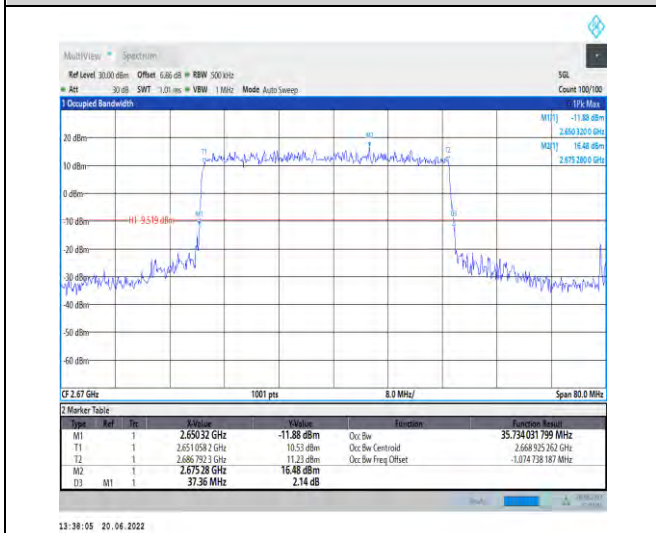 MultiView Spectrum
Ref Level 30.00 dBm Offset 6.86 dB RBW 500 kHz SGL
Att 30 dB SWT 1.01 ms VBW 1 MHz Mode Auto Sweep Count 100/100
1 Occupied Bandwidth 1Pk Max
M1[1] -11.88 dBm
2.650 3200 GHz
M2[1] 16.48 dBm
2.675 2800 GHz
20 dBm
M2
T1 T2
10 dBm
0 dBm
M1 D3
-10 dBm H1 -9.519 dBm
-20 dBm
-30 dBm
-40 dBm
-50 dBm
-60 dBm
CF 2.67 GHz 1001 pts 8.0 MHz/ Span 80.0 MHz
2 Marker Table
Type Ref Trc X-Value Y-Value Function Function Result
M1 1 2.65032 GHz -11.88 dBm Occ Bw 35.734 031 799 MHz
T1 1 2.651 058 2 GHz 10.53 dBm Occ Bw Centroid 2.668 925 262 GHz
T2 1 2.686 792 3 GHz 11.23 dBm Occ Bw Freq Offset -1.074 738 187 MHz
M2 1 2.67528 GHz 16.48 dBm
D3 M1 1 37.36 MHz 2.14 dB
13:38:05 20.06.2022